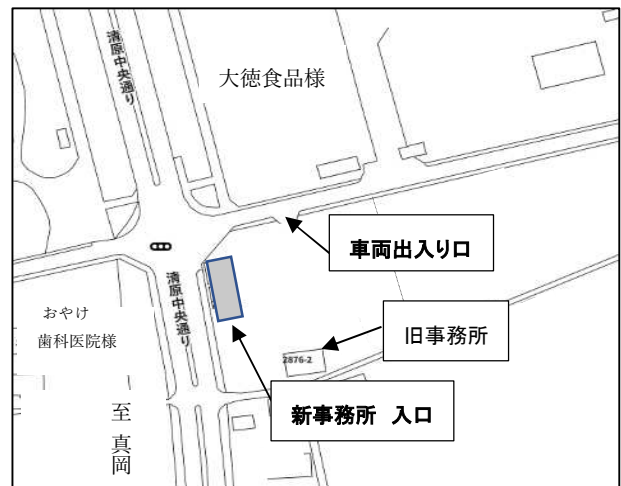 清原中央通り
大徳食品様
車両出入り口
清原中央通り
おやけ
歯科医院様
旧事務所
2876-2
新事務所 入口
至 真岡